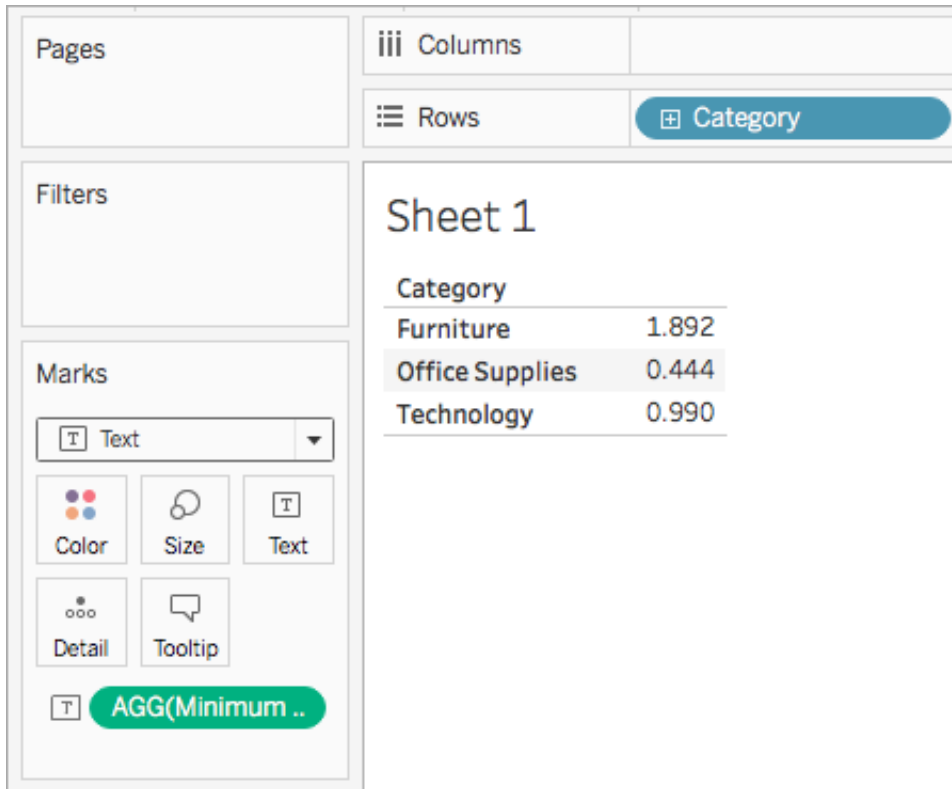 Pages
Columns
Rows
Category
Filters
Sheet 1
Category
Furniture 1.892
Office Supplies 0.444
Technology 0.990
Marks
T Text
Color Size T Text
Detail Tooltip
T AGG(Minimum ..